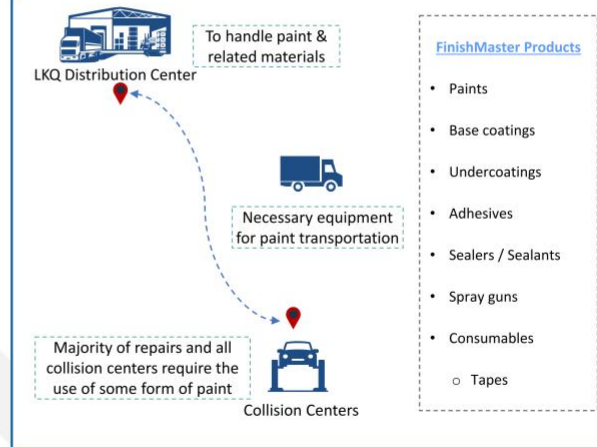 To handle paint &
related materials
LKQ Distribution Center
Necessary equipment
for paint transportation
Majority of repairs and all
collision centers require the
use of some form of paint
Collision Centers
FinishMaster Products
• Paints
• Base coatings
• Undercoatings
• Adhesives
• Sealers / Sealants
• Spray guns
• Consumables
o Tapes